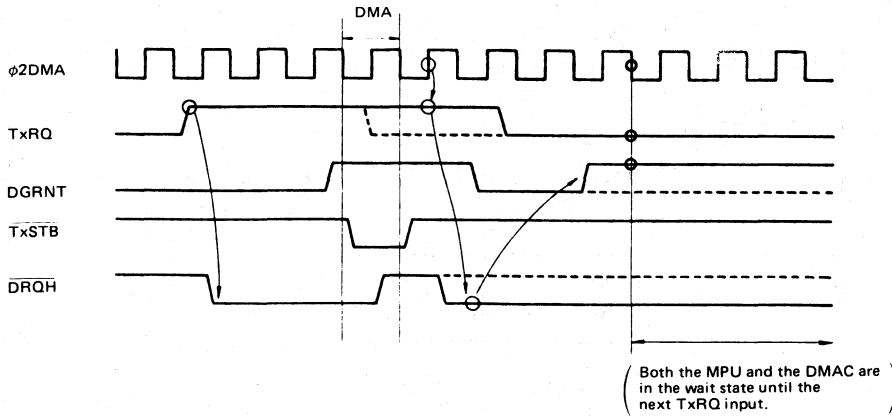 DMA
φ2DMA
TxRQ
DGRNT
TxSTB
DRQH
( Both the MPU and the DMAC are
in the wait state until the
next TxRQ input. )